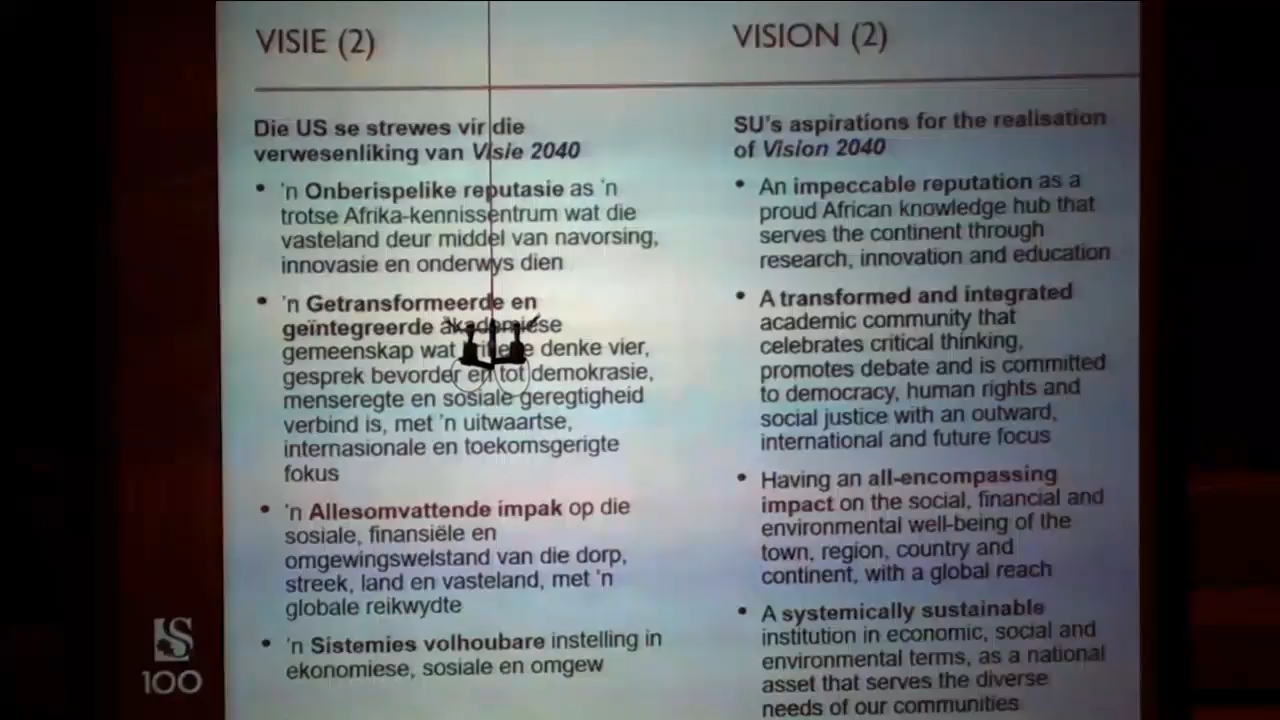 VISIE (2)
Die US se strewes vir die
verwesenliking van Visie 2040
• 'n Onberispelike reputasie as 'n
trotse Afrika-kennissentrum wat die
vasteland deur middel van navorsing,
innovasie en onderwys dien
• 'n Getransformeerde en
geïntegreerde akademiese
gemeenskap wat kritiese denke vier,
gesprek bevorder en tot demokrasie,
menseregte en sosiale geregtigheid
verbind is, met 'n uitwaartse,
internasionale en toekomsgerigte
fokus
• 'n Allesomvattende impak op die
sosiale, finansiële en
omgewingswelstand van die dorp,
streek, land en vasteland, met 'n
globale reikwydte
• 'n Sistemies volhoubare instelling in
ekonomiese, sosiale en omgew
VISION (2)
SU's aspirations for the realisation
of Vision 2040
• An impeccable reputation as a
proud African knowledge hub that
serves the continent through
research, innovation and education
• A transformed and integrated
academic community that
celebrates critical thinking,
promotes debate and is committed
to democracy, human rights and
social justice with an outward,
international and future focus
• Having an all-encompassing
impact on the social, financial and
environmental well-being of the
town, region, country and
continent, with a global reach
• A systemically sustainable
institution in economic, social and
environmental terms, as a national
asset that serves the diverse
needs of our communities
S
100